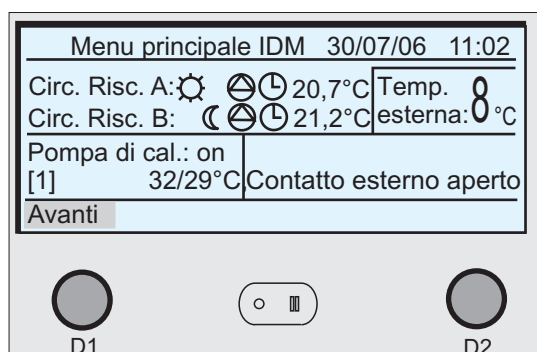 Menu principale IDM 30/07/06 11:02
Circ. Risc. A: 20,7°C
Circ. Risc. B: 21,2°C
Temp. esterna: 8 °C
Pompa di cal.: on
[1] 32/29°C
Contatto esterno aperto
Avanti
D1 D2